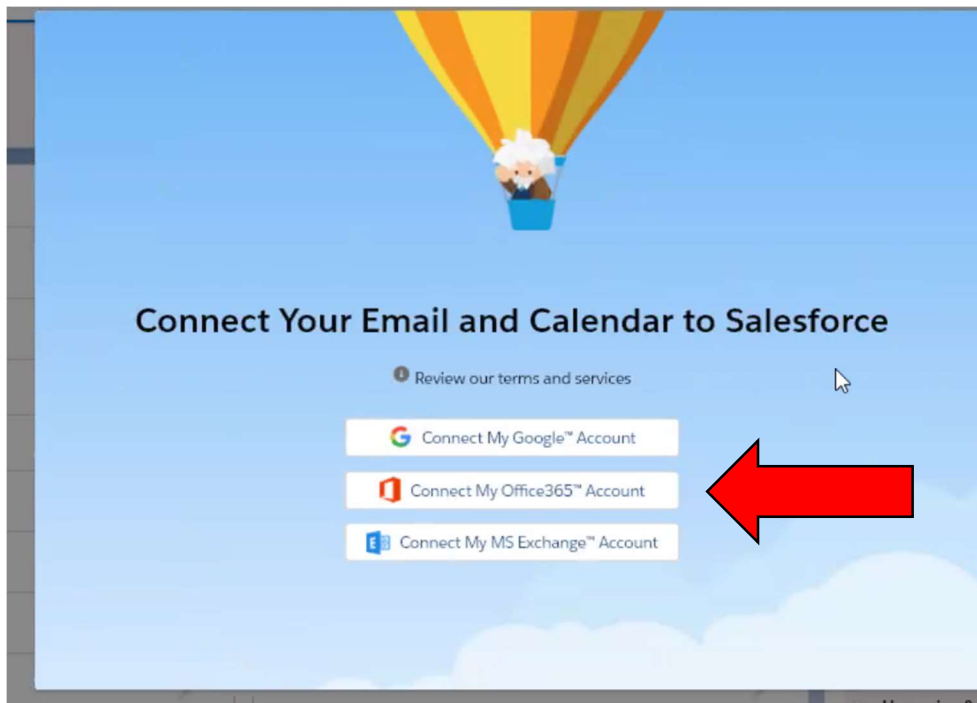 Connect Your Email and Calendar to Salesforce
Review our terms and services
Connect My Google™ Account
Connect My Office365™ Account
Connect My MS Exchange™ Account